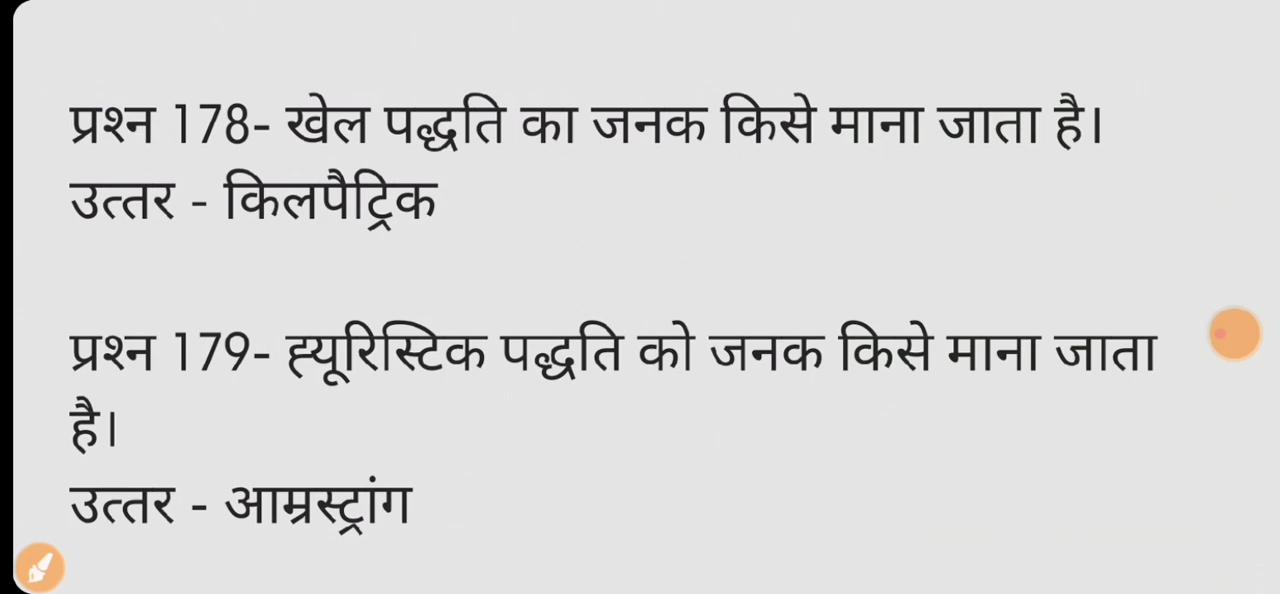 प्रश्न 178- खेल पद्धति का जनक किसे माना जाता है।
उत्तर - किलपैट्रिक
प्रश्न 179- ह्यूरिस्टिक पद्धति को जनक किसे माना जाता
है।
उत्तर - आम्रस्ट्रांग